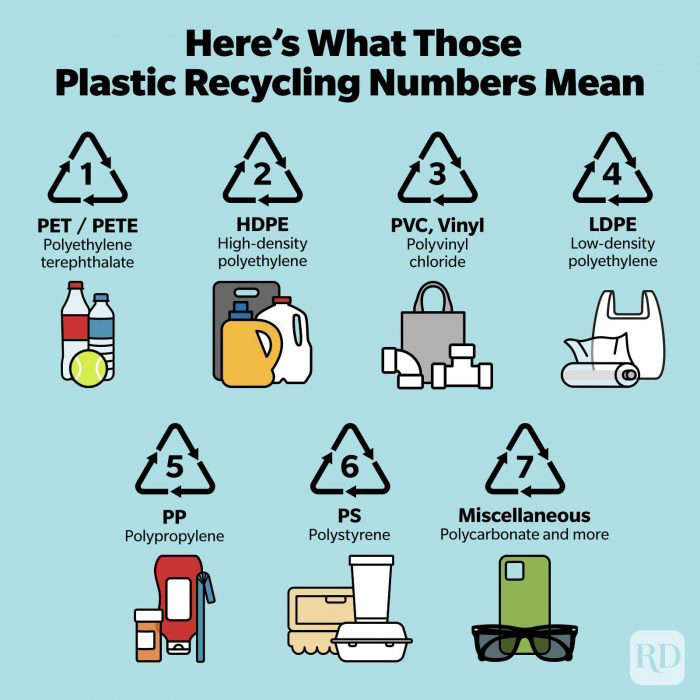 Here's What Those
Plastic Recycling Numbers Mean
1
PET / PETE
Polyethylene
terephthalate
2
HDPE
High-density
polyethylene
3
PVC, Vinyl
Polyvinyl
chloride
4
LDPE
Low-density
polyethylene
5
PP
Polypropylene
6
PS
Polystyrene
7
Miscellaneous
Polycarbonate and more
RD